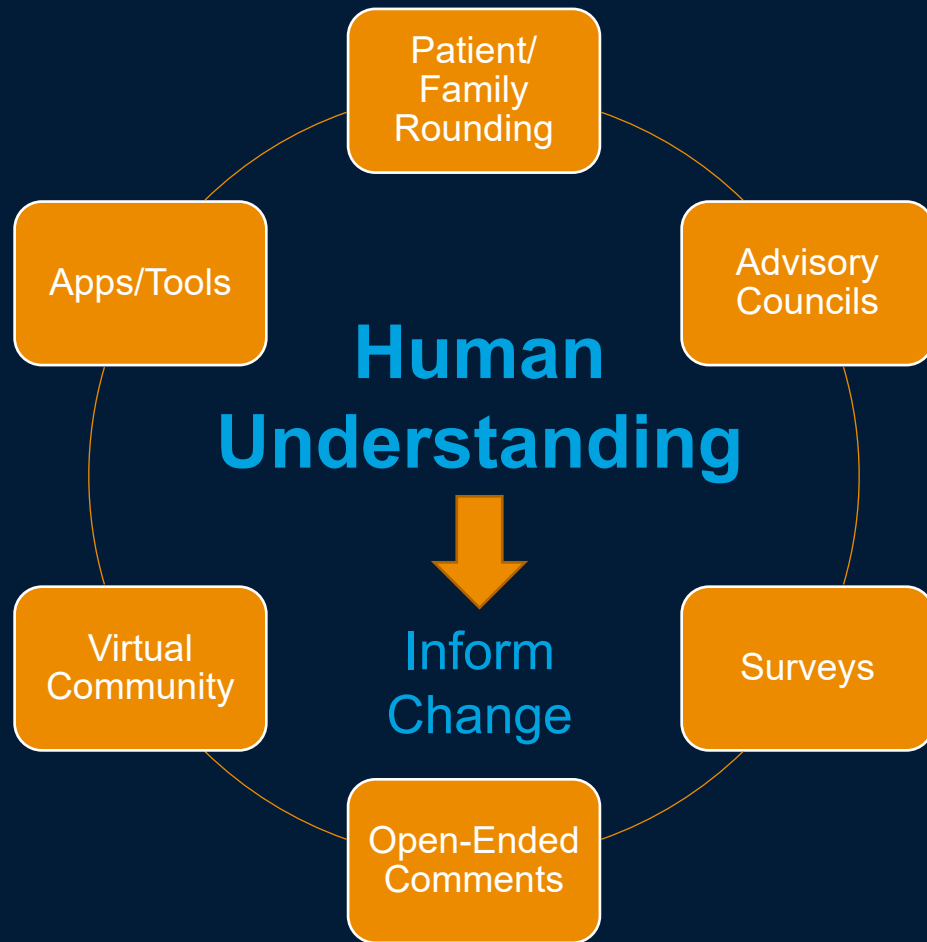 Patient/
Family
Rounding
Advisory
Councils
Surveys
Open-Ended
Comments
Virtual
Community
Apps/Tools
Human
Understanding
Inform
Change